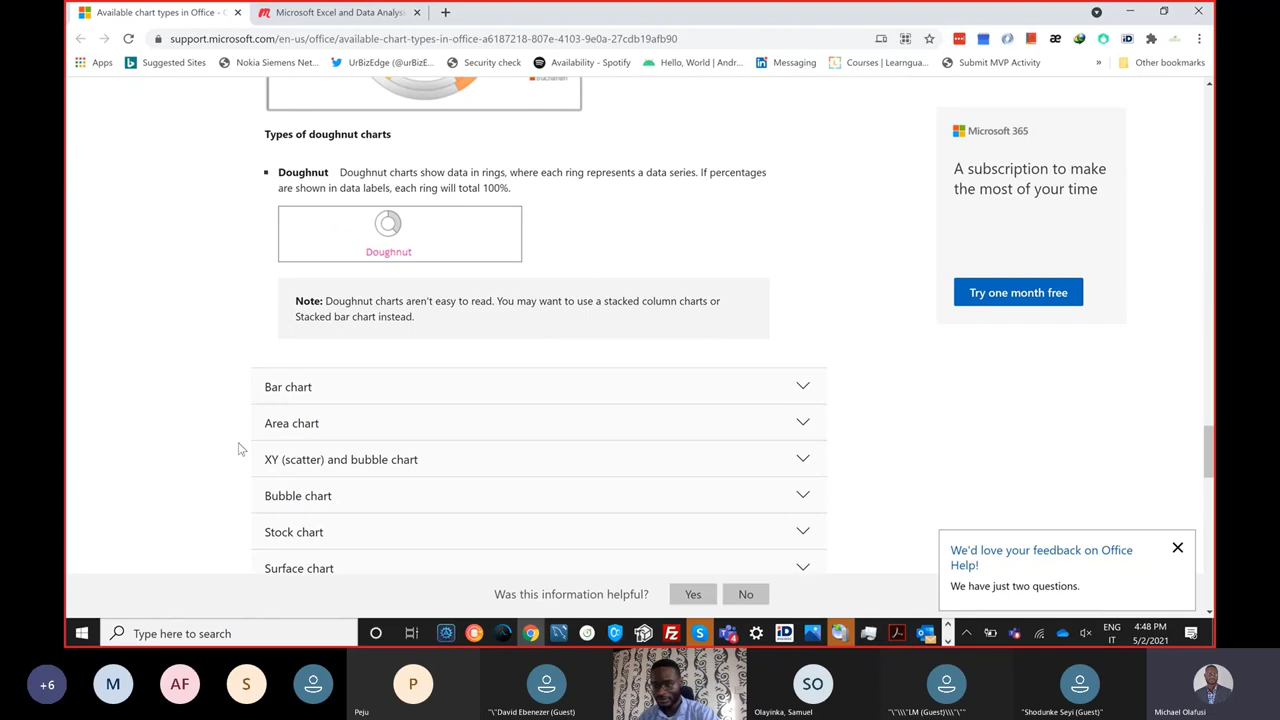 Available chart types in Office - 
Microsoft Excel and Data Analysis
support.microsoft.com/en-us/office/available-chart-types-in-office-a6187218-807e-4103-9e0a-27cdb19afb90
Apps
Suggested Sites
Nokia Siemens Net...
UrBizEdge (@urBizE...
Security check
Availability - Spotify
Hello, World | Andr...
Messaging
Courses | Learngua...
Submit MVP Activity
»
Other bookmarks
Types of doughnut charts
Doughnut Doughnut charts show data in rings, where each ring represents a data series. If percentages
are shown in data labels, each ring will total 100%.
Doughnut
Note: Doughnut charts aren't easy to read. You may want to use a stacked column charts or
Stacked bar chart instead.
Bar chart
Area chart
XY (scatter) and bubble chart
Bubble chart
Stock chart
Surface chart
Microsoft 365
A subscription to make
the most of your time
Try one month free
We'd love your feedback on Office
Help!
We have just two questions.
Was this information helpful?
Yes
No
Type here to search
ENG
IT
4:48 PM
5/2/2021
+6
M
AF
S
P
SO
Peju
"\"David Ebenezer (Guest)
Olayinka, Samuel
"\"\\\"LM (Guest)\\\"\""
"Shodunke Seyi (Guest)"
Michael Olafusi